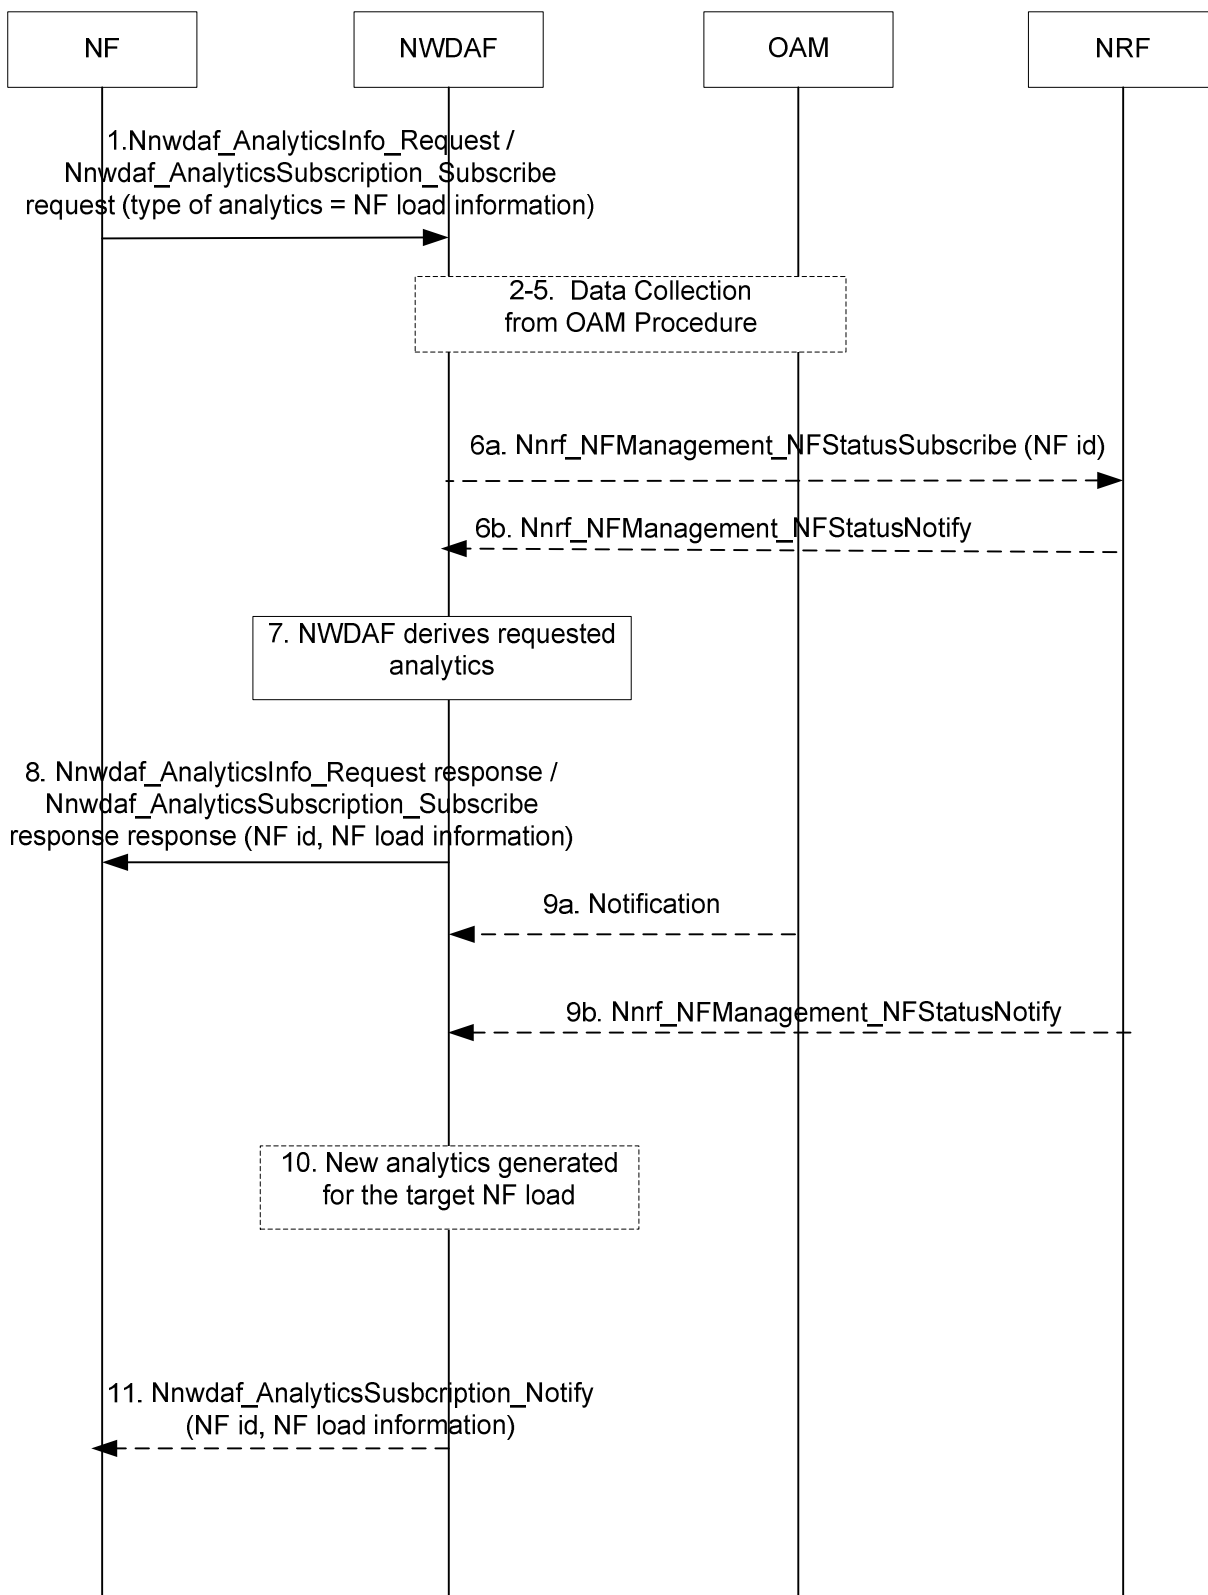 NF
NWDAF
OAM
NRF
1.Nnwdaf_AnalyticsInfo_Request /
Nnwdaf_AnalyticsSubscription_Subscribe
request (type of analytics = NF load information)
2-5.  Data Collection
from OAM Procedure
6a. Nnrf_NFManagement_NFStatusSubscribe (NF id)
6b. Nnrf_NFManagement_NFStatusNotify
7. NWDAF derives requested
analytics
8. Nnwdaf_AnalyticsInfo_Request response /
Nnwdaf_AnalyticsSubscription_Subscribe
response response (NF id, NF load information)
9a. Notification
9b. Nnrf_NFManagement_NFStatusNotify
10. New analytics generated
for the target NF load
11. Nnwdaf_AnalyticsSusbcription_Notify
(NF id, NF load information)